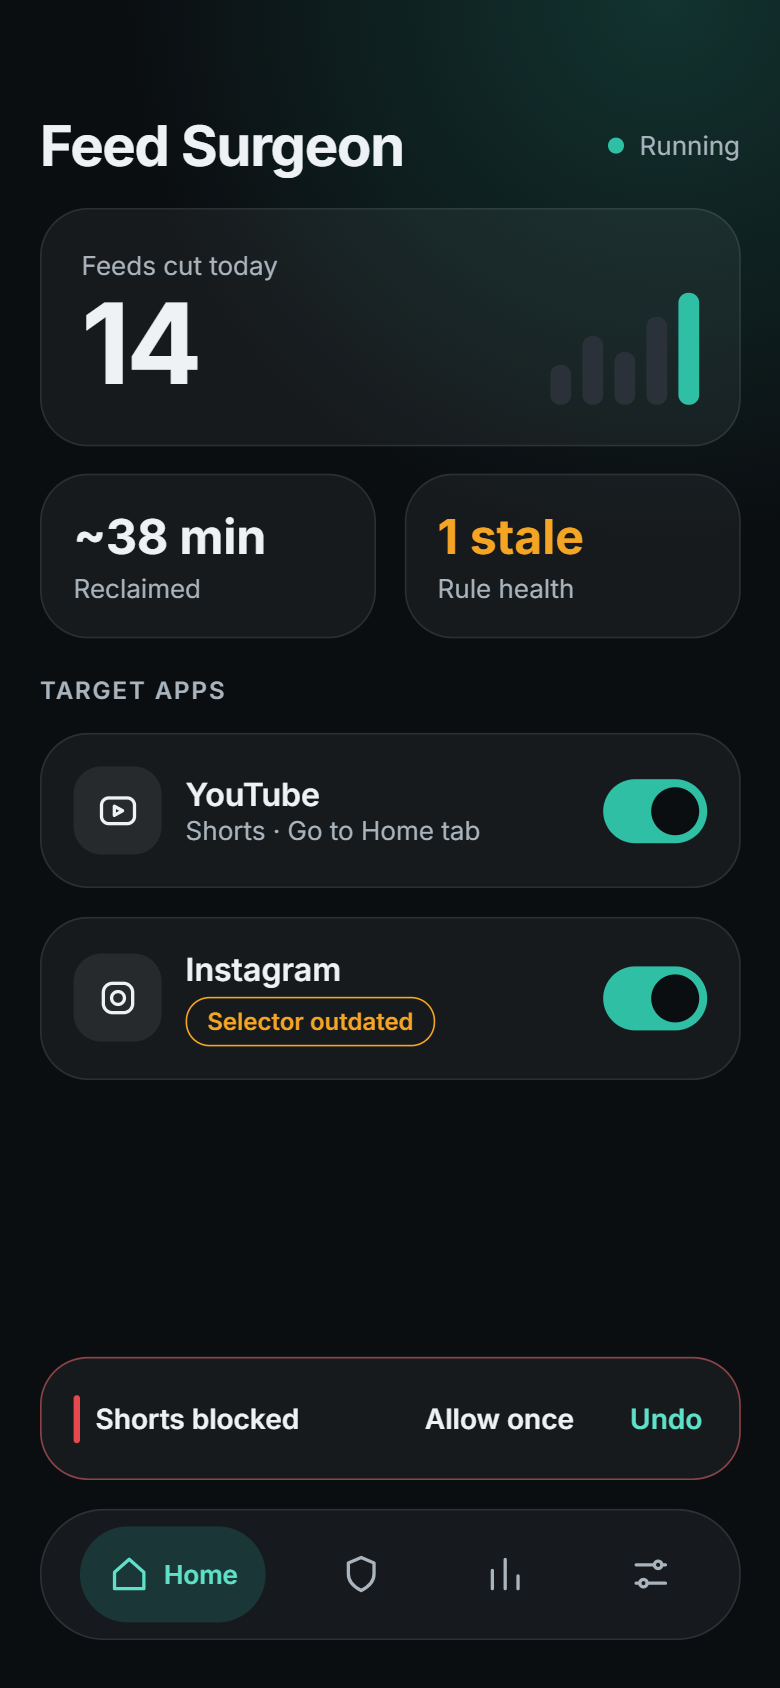 Feed Surgeon
Running
Feeds cut today
14
~38 min
Reclaimed
1 stale
Rule health
TARGET APPS
YouTube
Shorts · Go to Home tab
Instagram
Selector outdated
Shorts blocked
Allow once
Undo
Home